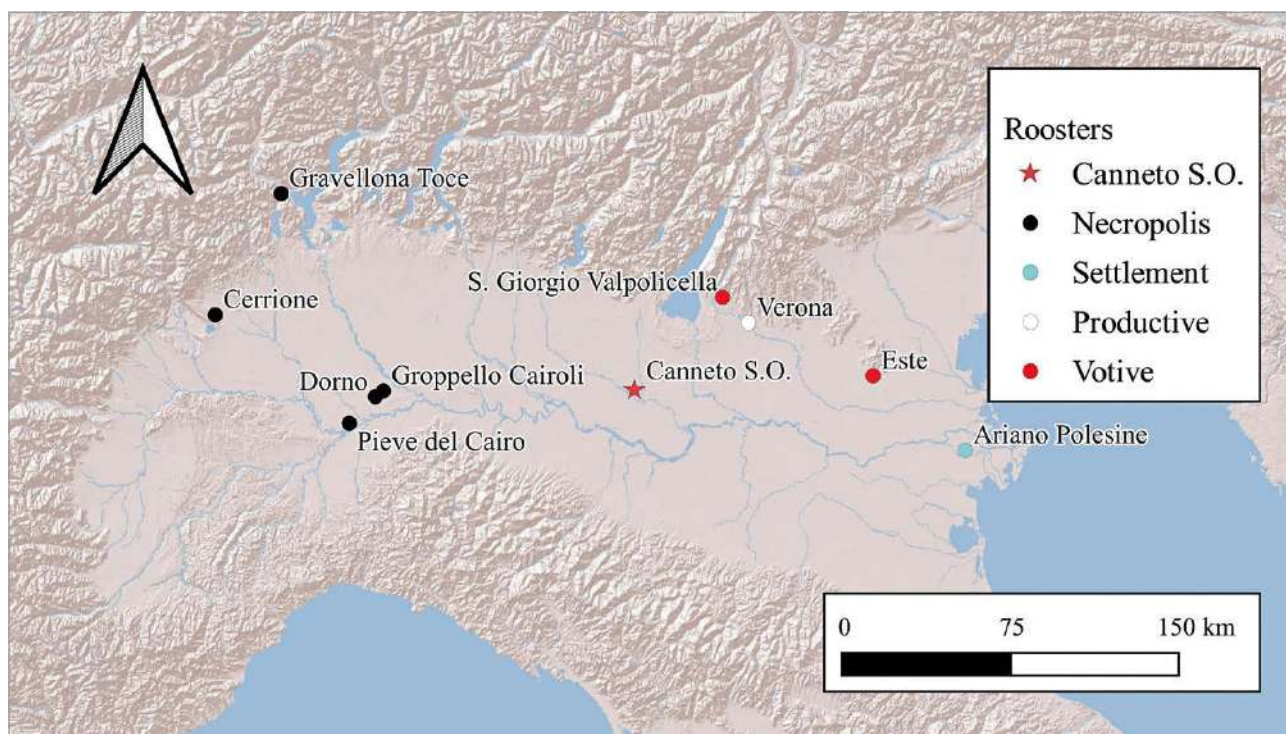 Gravellona Toce
Cerrione
S. Giorgio Valpolicella
Verona
Dorno
Groppello Cairoli
Canneto S.O.
Este
Pieve del Cairo
Ariano Polesine
Roosters
Canneto S.O.
Necropolis
Settlement
Productive
Votive
0 75 150 km